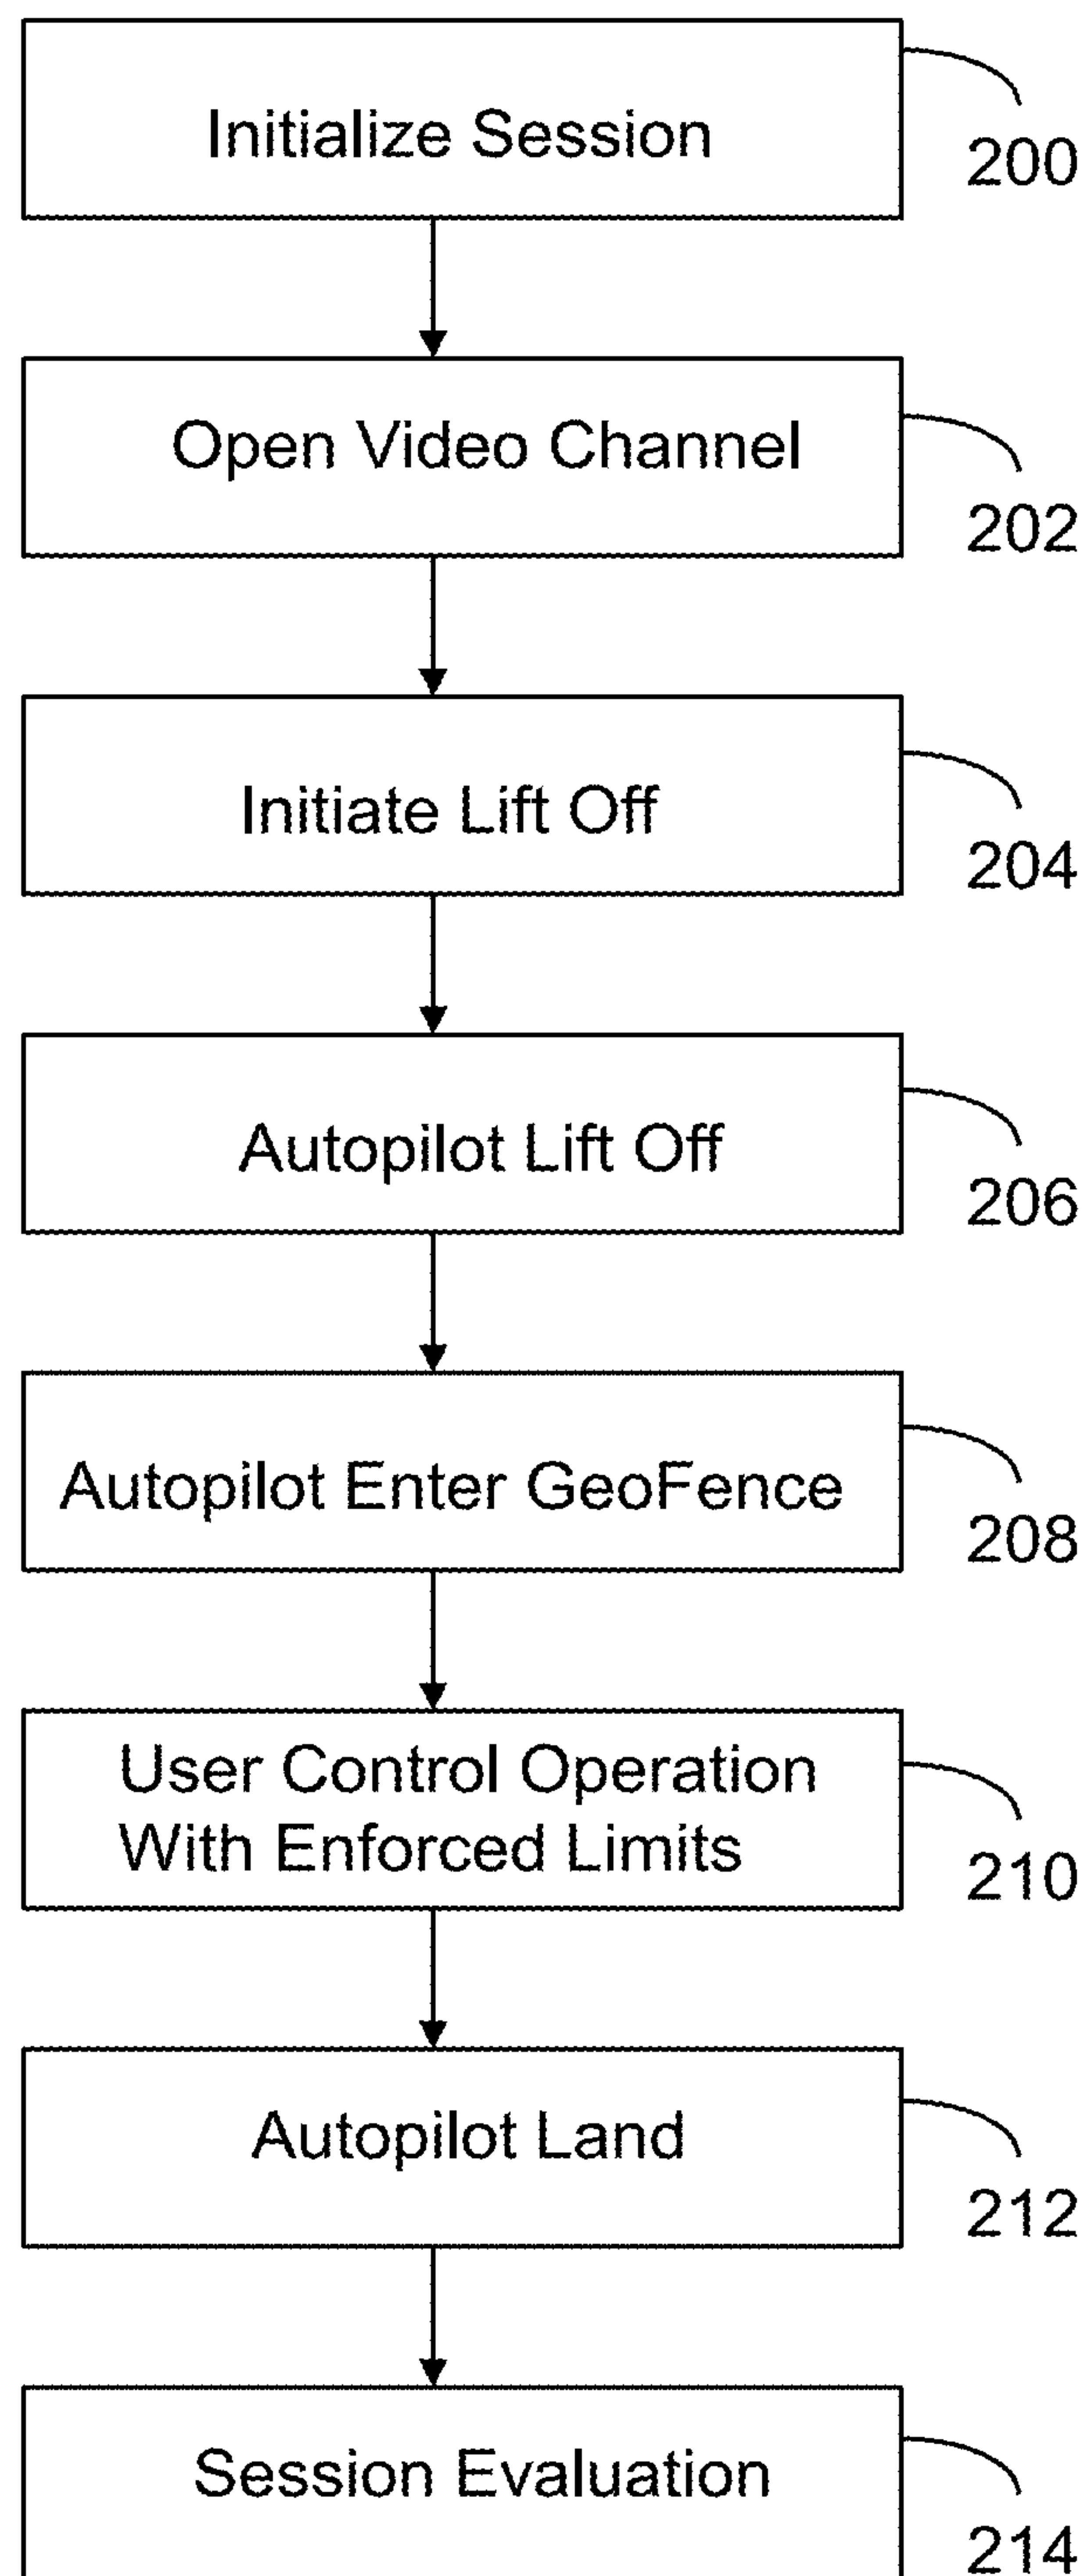 Initialize Session
200
Open Video Channel
202
Initiate Lift Off
204
Autopilot Lift Off
206
Autopilot Enter GeoFence
208
User Control Operation
With Enforced Limits
210
Autopilot Land
212
Session Evaluation
214